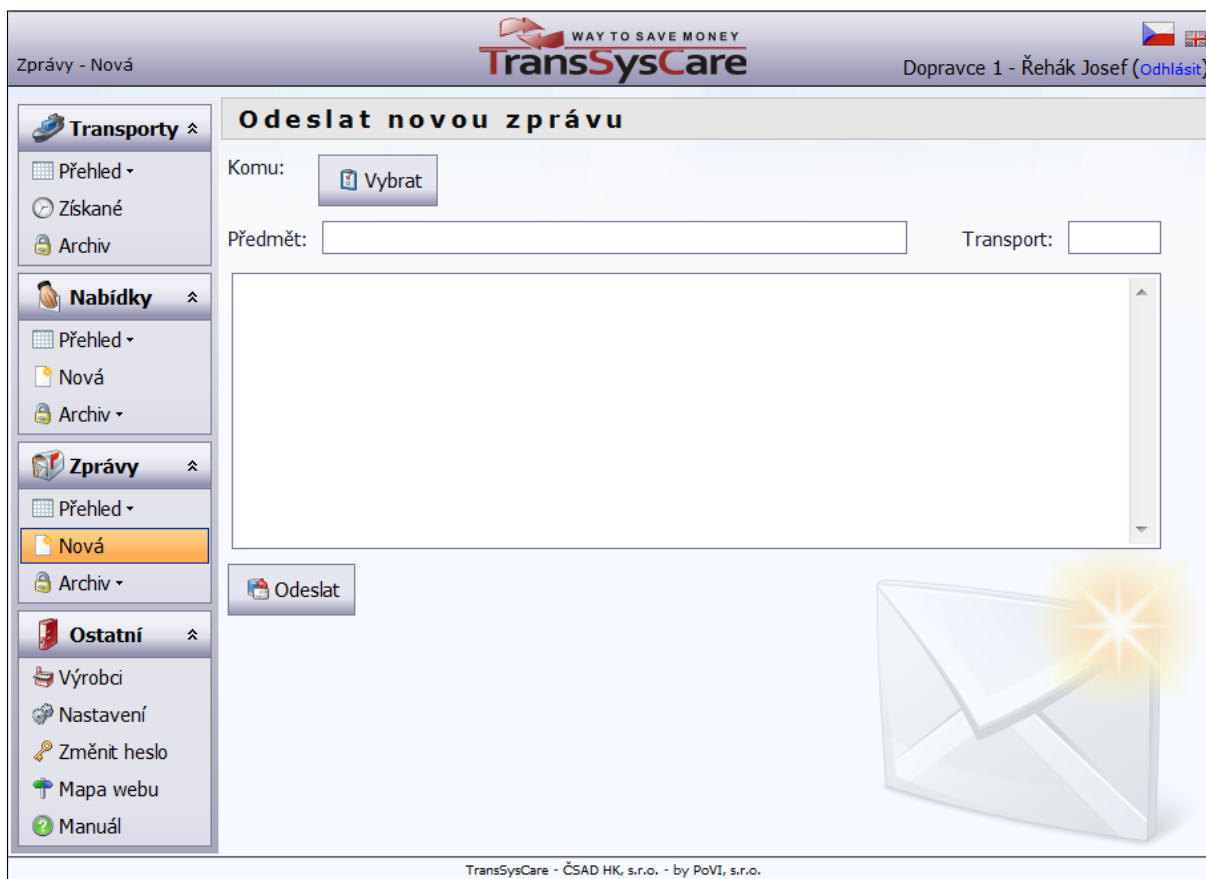 WAY TO SAVE MONEY
TransSysCare
Zprávy - Nová
Dopravce 1 - Řehák Josef (Odhlásit)
Transporty
Přehled
Získané
Archiv
Nabídky
Přehled
Nová
Archiv
Zprávy
Přehled
Nová
Archiv
Ostatní
Výrobci
Nastavení
Změnit heslo
Mapa webu
Manuál
Odeslat novou zprávu
Komu: Vybrat
Předmět: Transport:
Odeslat
TransSysCare - ČSAD HK, s.r.o. - by PoVI, s.r.o.